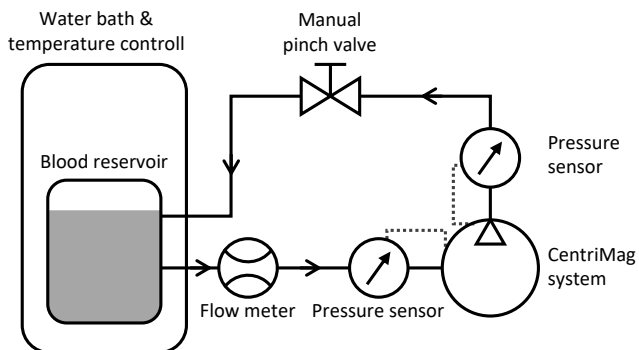 Water bath &
temperature controll
Manual
pinch valve
Blood reservoir
Pressure
sensor
CentriMag
system
Flow meter
Pressure sensor